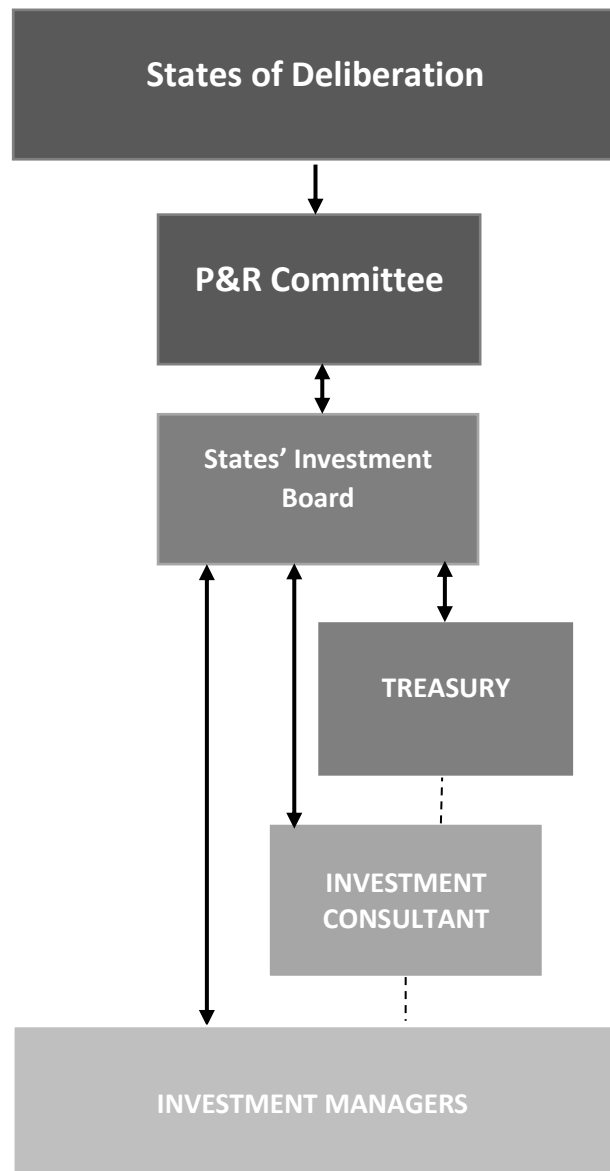 States of Deliberation
P&R Committee
States’ Investment
Board
TREASURY
INVESTMENT
CONSULTANT
INVESTMENT MANAGERS